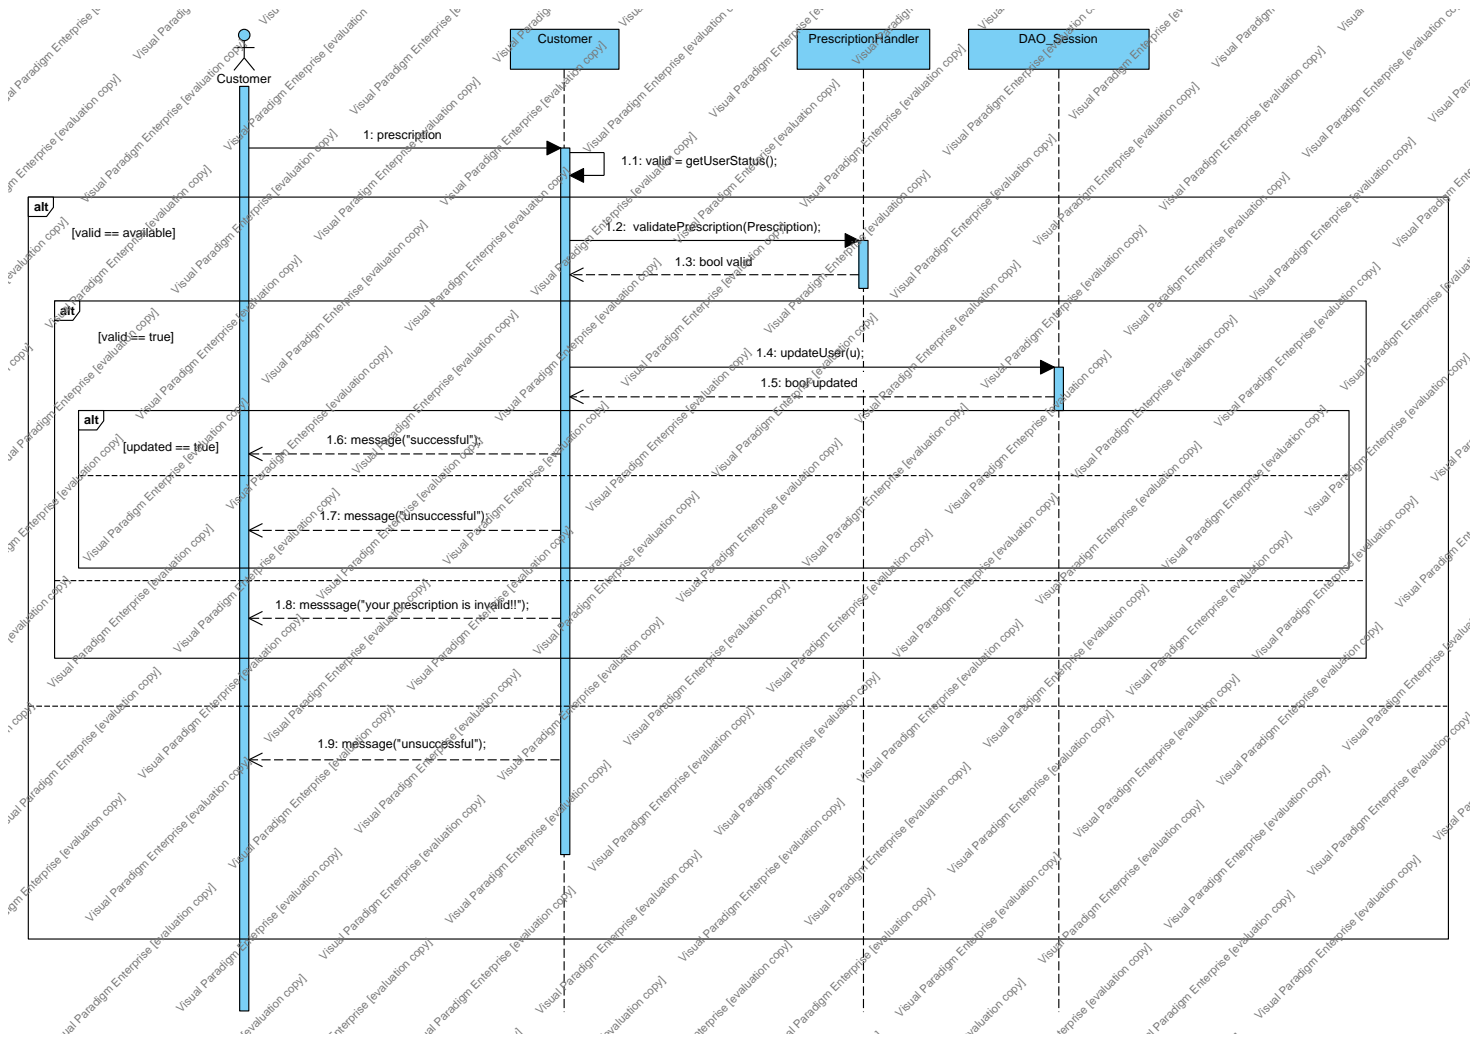 Customer
Customer
PrescriptionHandler
DAO_Session
1: prescription
1.1: valid = getUserStatus();
alt
[valid == available]
1.2:  validatePrescription(Prescription);
1.3: bool valid
alt
[valid == true]
1.4: updateUser(u);
1.5: bool updated
alt
[updated == true]
1.6: message("successful");
1.7: message("unsuccessful");
1.8: messsage("your prescription is invalid!!");
1.9: message("unsuccessful");
Visual Paradigm Enterprise [evaluation copy]